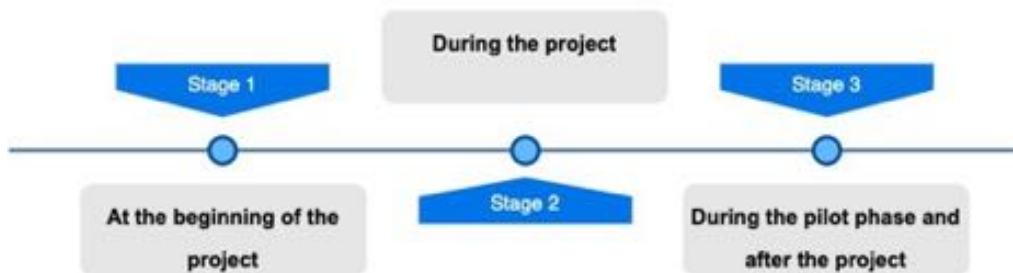 During the project
Stage 1
Stage 3
At the beginning of the
project
Stage 2
During the pilot phase and
after the project